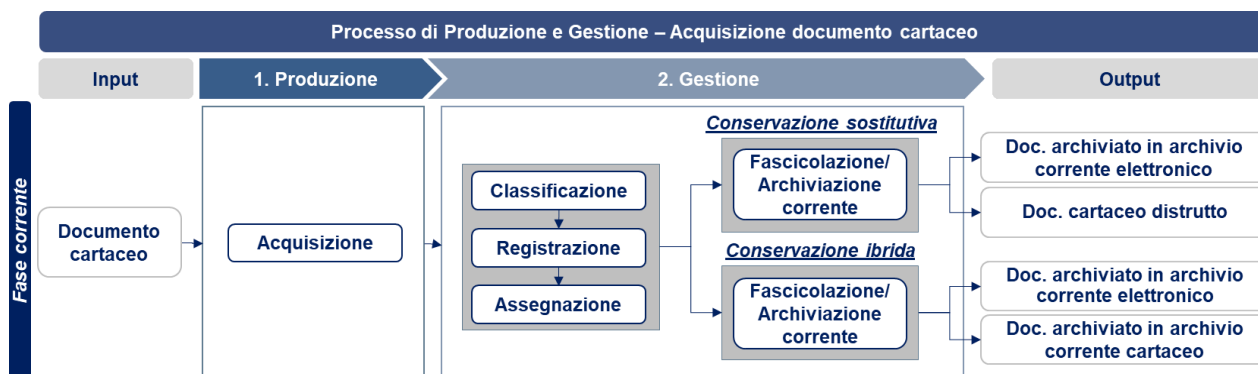 Processo di Produzione e Gestione – Acquisizione documento cartaceo
Input
1. Produzione
2. Gestione
Output
Fase corrente
Documento
cartaceo
Acquisizione
Classificazione
Registrazione
Assegnazione
Conservazione sostitutiva
Fascicolazione/
Archiviazione
corrente
Conservazione ibrida
Fascicolazione/
Archiviazione
corrente
Doc. archiviato in archivio
corrente elettronico
Doc. cartaceo distrutto
Doc. archiviato in archivio
corrente elettronico
Doc. archiviato in archivio
corrente cartaceo